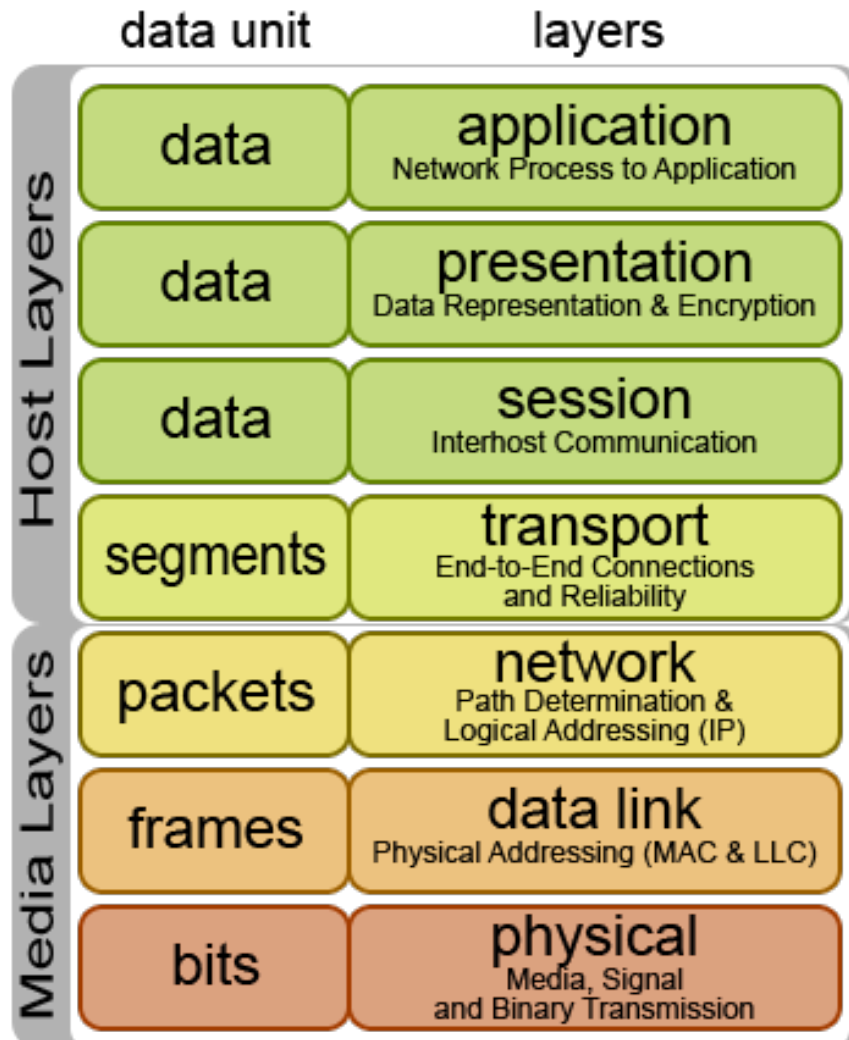 data unit layers
Host Layers
data application
Network Process to Application
data presentation
Data Representation & Encryption
data session
Interhost Communication
segments transport
End-to-End Connections
and Reliability
Media Layers
packets network
Path Determination &
Logical Addressing (IP)
frames data link
Physical Addressing (MAC & LLC)
bits physical
Media, Signal
and Binary Transmission